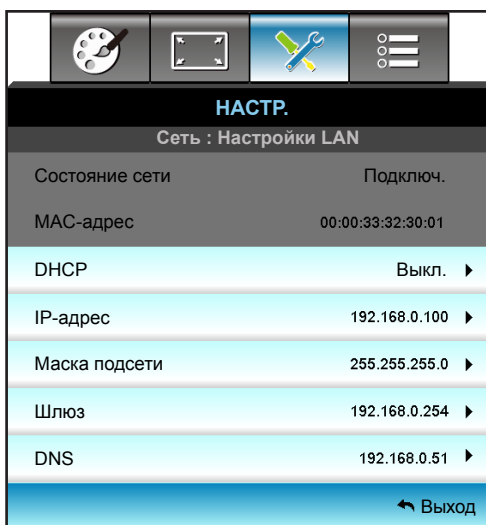 НАСТР.
Сеть : Настройки LAN
Состояние сети Подключ.
MAC-адрес 00:00:33:32:30:01
DHCP Выкл.
IP-адрес 192.168.0.100
Маска подсети 255.255.255.0
Шлюз 192.168.0.254
DNS 192.168.0.51
Выход